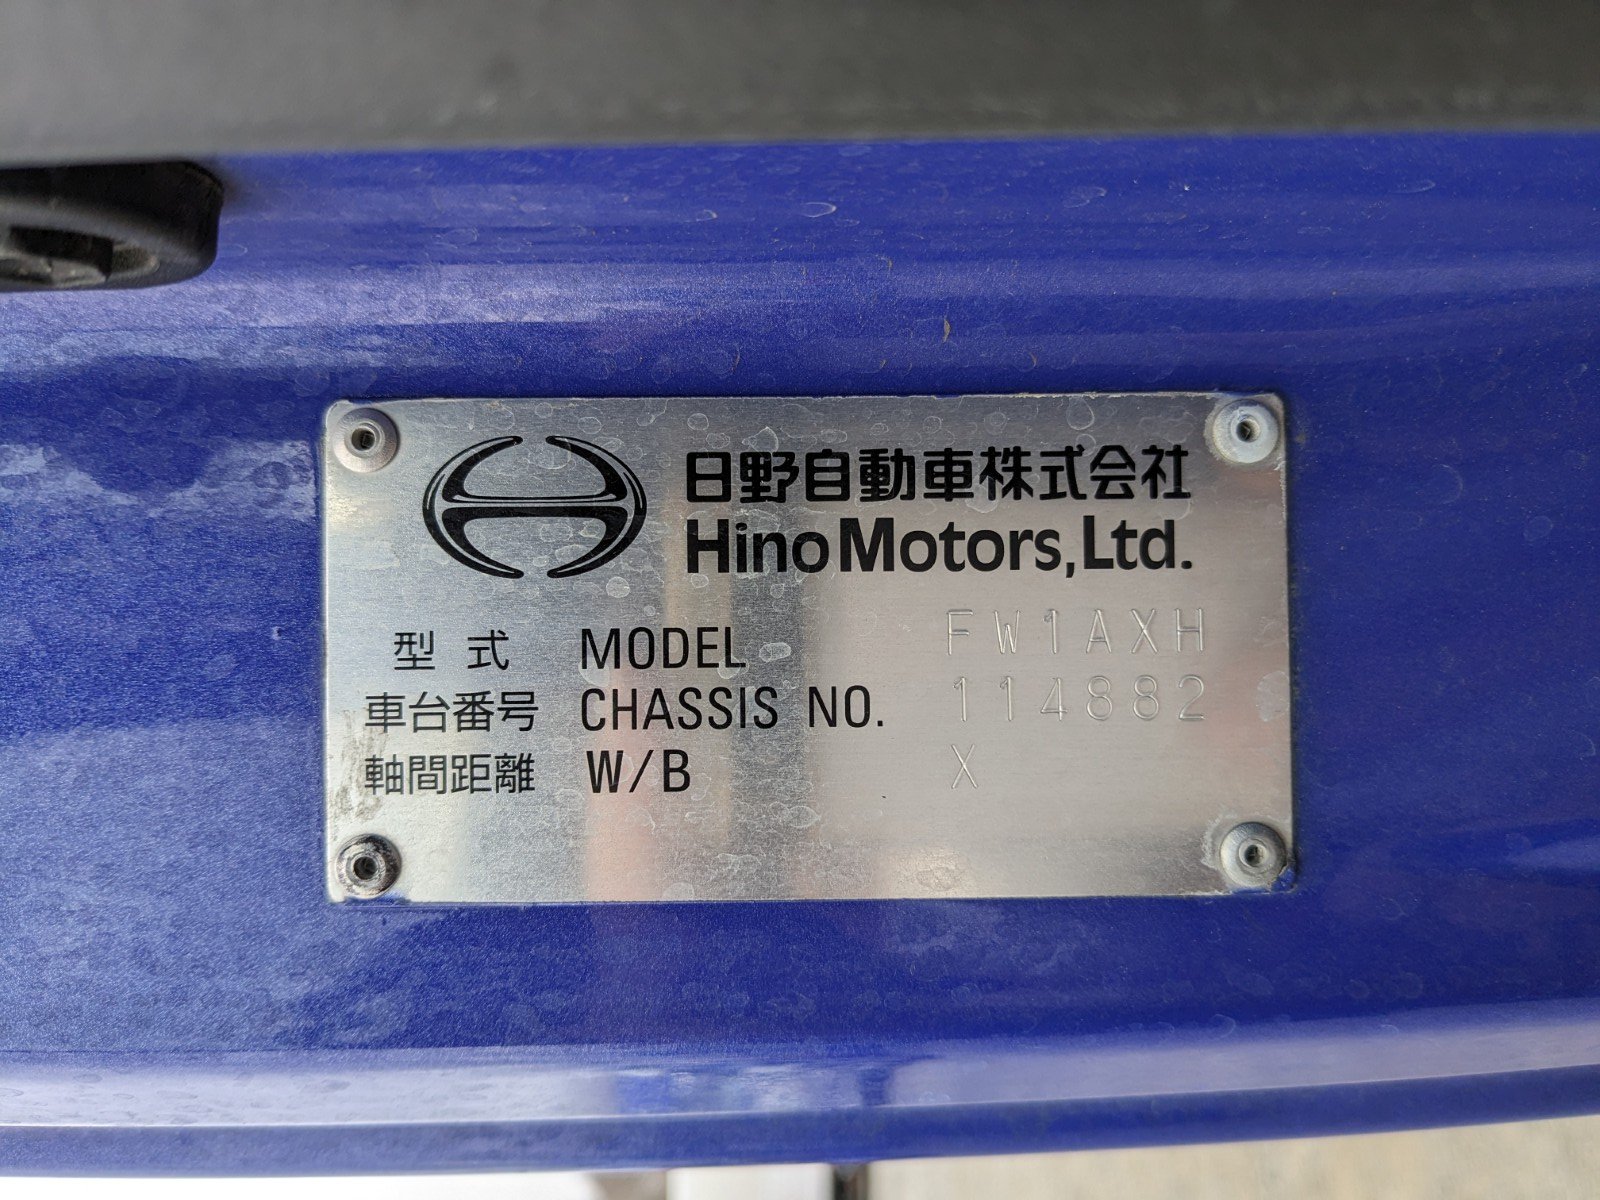 日野自動車株式会社
Hino Motors, Ltd.
型式 MODEL FW1AXH
車台番号 CHASSIS NO. 114882
軸間距離 W/B X